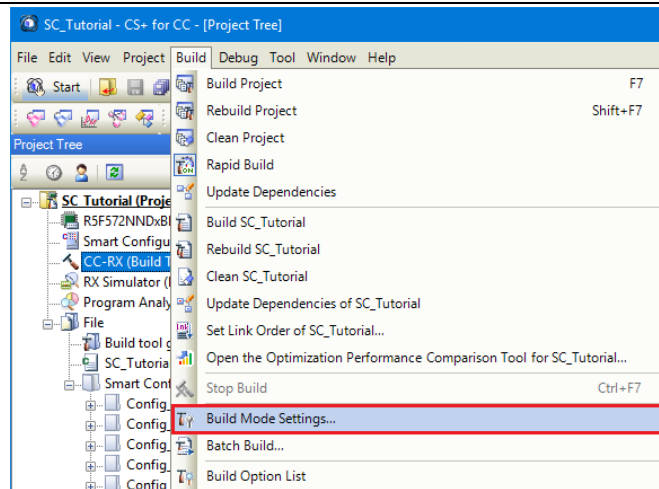 SC_Tutorial - CS+ for CC - [Project Tree]
File Edit View Project Build Debug Tool Window Help
Start
Build Project F7
Rebuild Project Shift+F7
Project Tree
Clean Project
Rapid Build
Update Dependencies
SC_Tutorial (Proje
Build SC_Tutorial
R5F572NNDxB
Smart Configu
Rebuild SC_Tutorial
CC-RX (Build T
Clean SC_Tutorial
RX Simulator (
Program Analy
Update Dependencies of SC_Tutorial
File
Set Link Order of SC_Tutorial...
Build tool g
Open the Optimization Performance Comparison Tool for SC_Tutorial...
SC_Tutoria
Smart Conf
Stop Build Ctrl+F7
Config_
Build Mode Settings...
Config_
Config_
Batch Build...
Config_
Build Option List
Config